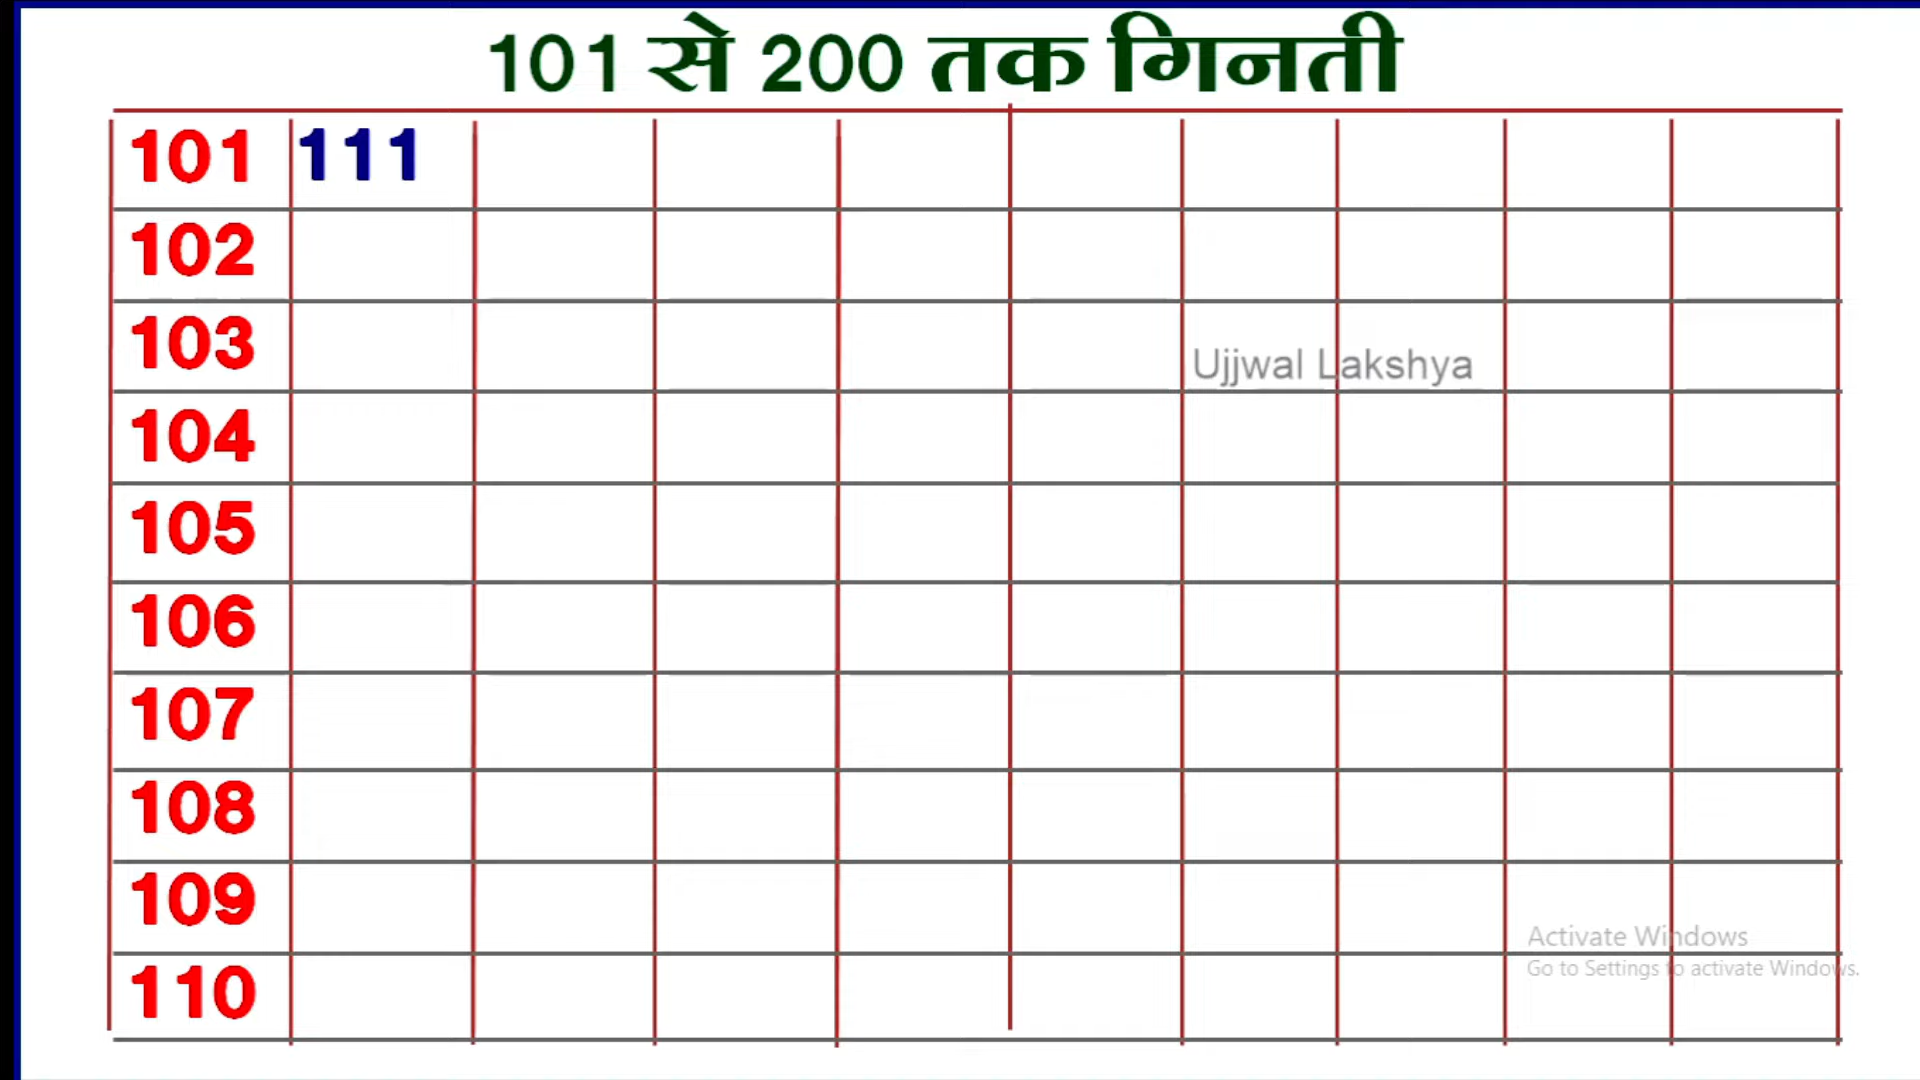 101 से 200 तक गिनती
101 111
102
103
Ujjwal Lakshya
104
105
106
107
108
109
Activate Windows
Go to Settings to activate Windows.
110